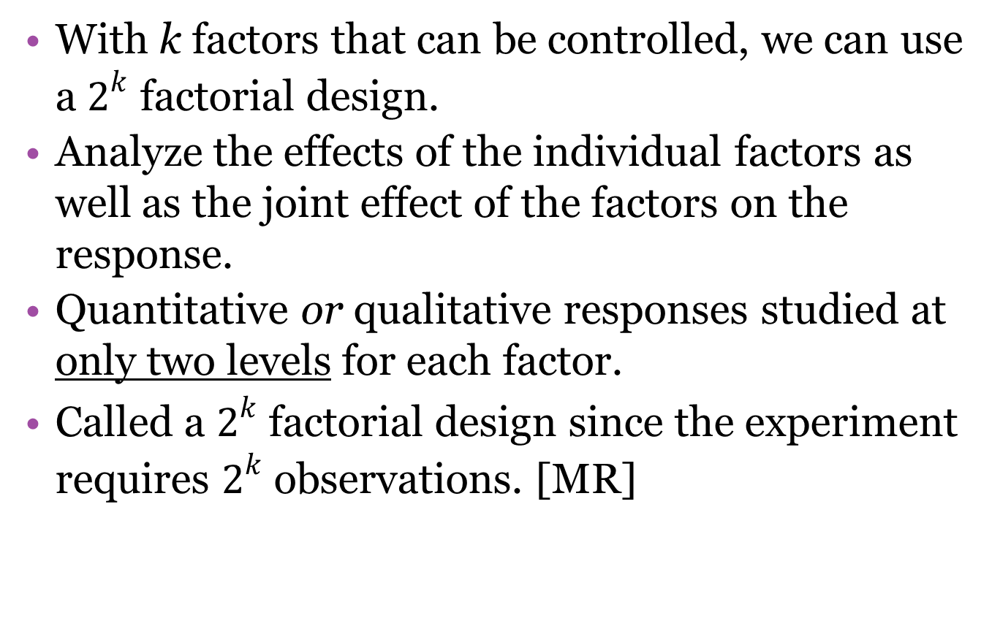 • With k factors that can be controlled, we can use
a 2^k factorial design.
• Analyze the effects of the individual factors as
well as the joint effect of the factors on the
response.
• Quantitative or qualitative responses studied at
only two levels for each factor.
• Called a 2^k factorial design since the experiment
requires 2^k observations. [MR]